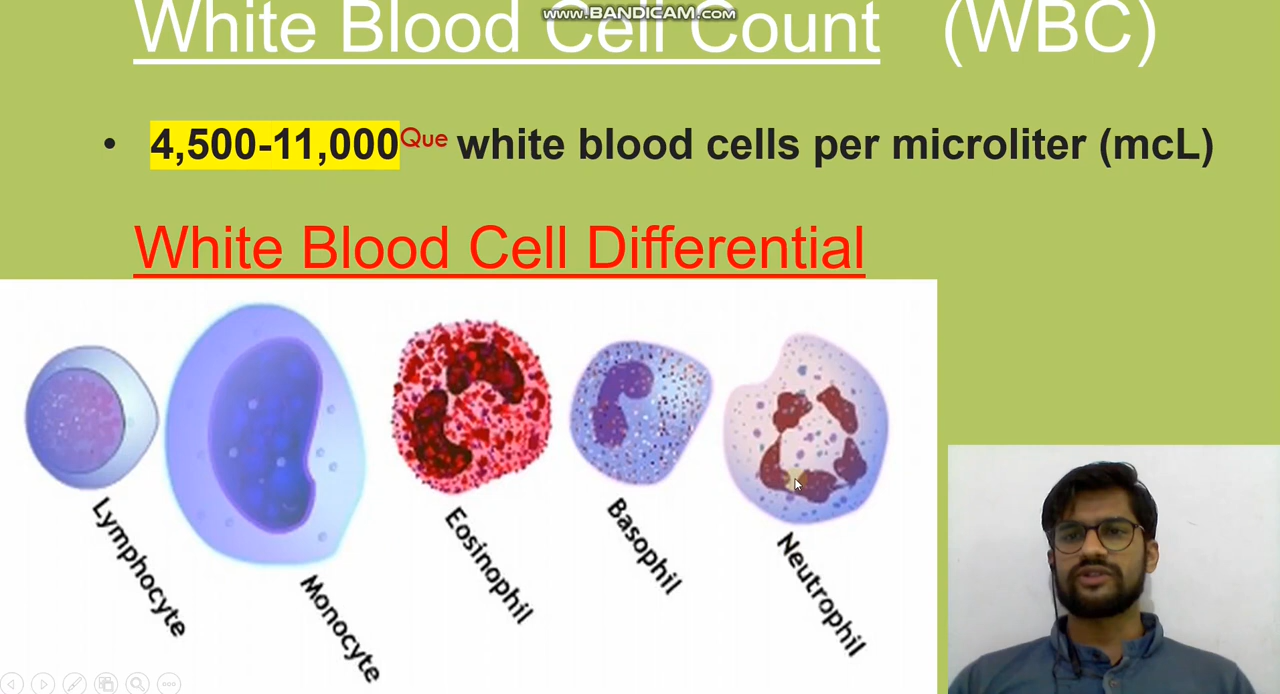 www.BANDICAM.com
White Blood Cell Count (WBC)
• 4,500-11,000Que white blood cells per microliter (mcL)
White Blood Cell Differential
Lymphocyte
Monocyte
Eosinophil
Basophil
Neutrophil